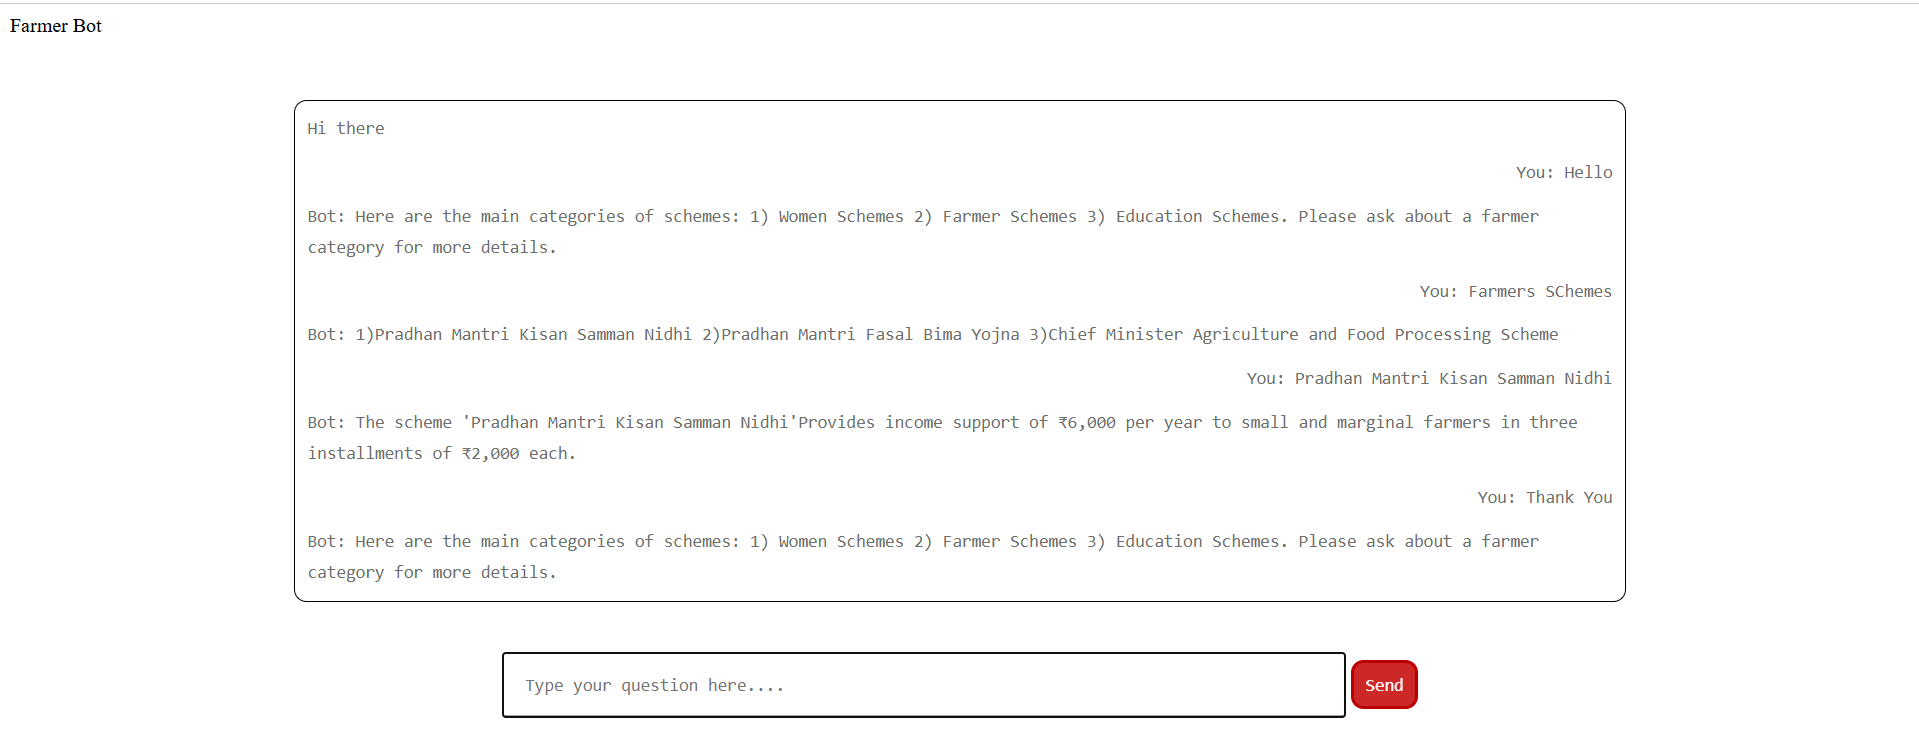 Farmer Bot
Hi there
You: Hello
Bot: Here are the main categories of schemes: 1) Women Schemes 2) Farmer Schemes 3) Education Schemes. Please ask about a farmer
category for more details.
You: Farmers SChemes
Bot: 1)Pradhan Mantri Kisan Samman Nidhi 2)Pradhan Mantri Fasal Bima Yojna 3)Chief Minister Agriculture and Food Processing Scheme
You: Pradhan Mantri Kisan Samman Nidhi
Bot: The scheme 'Pradhan Mantri Kisan Samman Nidhi'Provides income support of ₹6,000 per year to small and marginal farmers in three
installments of ₹2,000 each.
You: Thank You
Bot: Here are the main categories of schemes: 1) Women Schemes 2) Farmer Schemes 3) Education Schemes. Please ask about a farmer
category for more details.
Type your question here....
Send